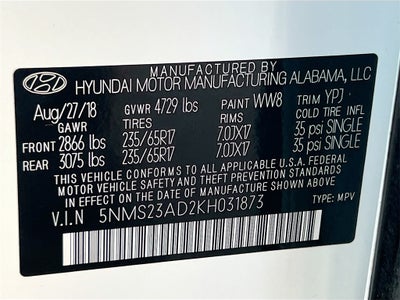 MANUFACTURED BY
HYUNDAI MOTOR MANUFACTURING ALABAMA, LLC
Aug/27/18 GVWR 4729 lbs PAINT WW8 TRIM YPJ
GAWR TIRES RIMS COLD TIRE INFL
FRONT 2866 lbs 235/65R17 7.0JX17 35 psi SINGLE
REAR 3075 lbs 235/65R17 7.0JX17 35 psi SINGLE
THIS VEHICLE CONFORMS TO ALL APPLICABLE U.S.A.
FEDERAL MOTOR VEHICLE SAFETY STANDARDS
IN EFFECT ON THE DATE OF MANUFACTURE SHOWN ABOVE.
V.I.N 5NMS23AD2KH031873 TYPE: MPV